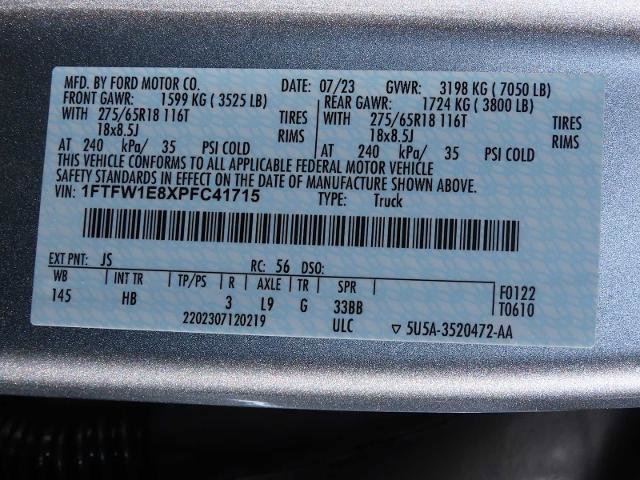 MFD. BY FORD MOTOR CO. DATE: 07/23 GVWR: 3198 KG (7050 LB)
FRONT GAWR: 1599 KG (3525 LB) REAR GAWR: 1724 KG (3800 LB)
WITH 275/65R18 116T TIRES WITH 275/65R18 116T TIRES
18x8.5J RIMS 18x8.5J RIMS
AT 240 kPa/ 35 PSI COLD AT 240 kPa/ 35 PSI COLD
THIS VEHICLE CONFORMS TO ALL APPLICABLE FEDERAL MOTOR VEHICLE
SAFETY STANDARDS IN EFFECT ON THE DATE OF MANUFACTURE SHOWN ABOVE.
VIN: 1FTFW1E8XPFC41715 TYPE: Truck
EXT PNT: JS RC: 56 DSO:
WB INT TR TP/PS R AXLE TR SPR F0122
145 HB 3 L9 G 33BB T0610
2202307120219 ULC ▽ 5U5A-3520472-AA